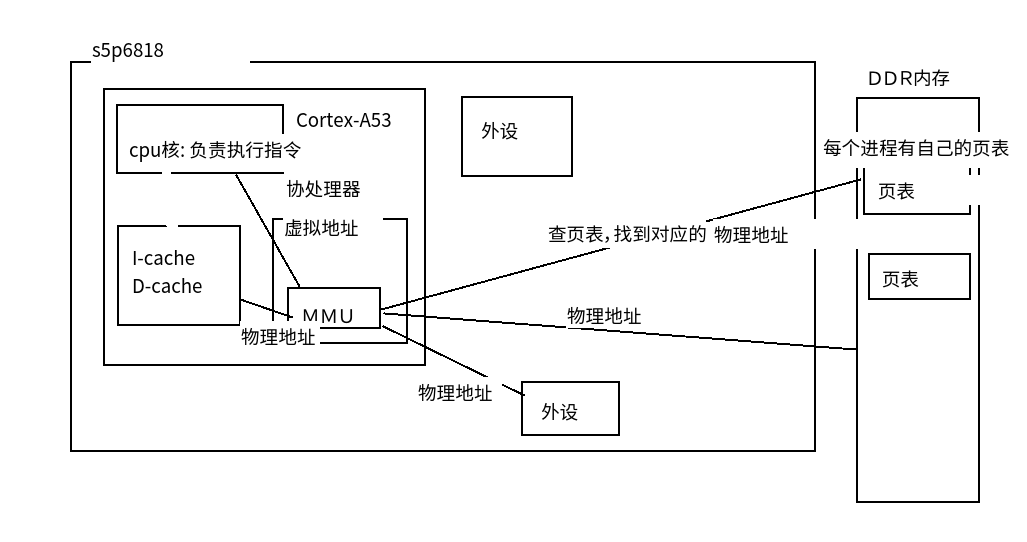 s5p6818
DDR内存
Cortex-A53
外设
cpu核: 负责执行指令
每个进程有自己的页表
协处理器
页表
虚拟地址
查页表，找到对应的 物理地址
I-cache
D-cache
页表
MMU
物理地址
物理地址
物理地址
外设